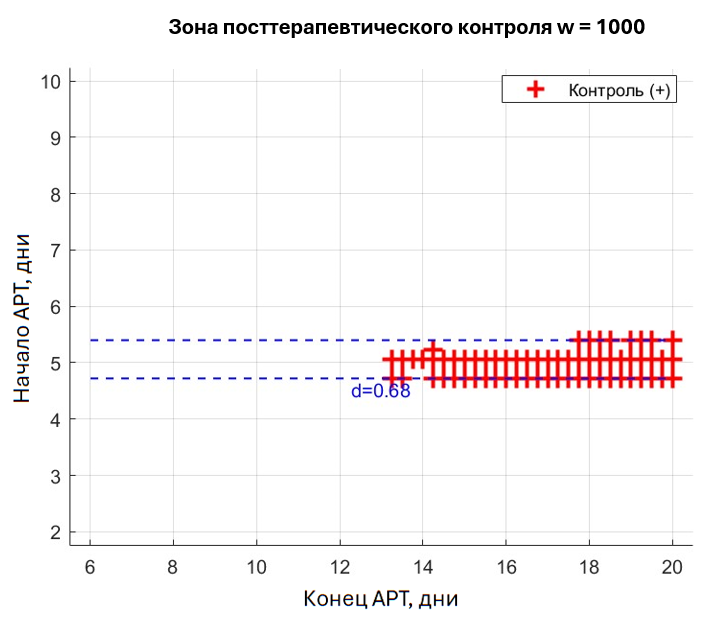 Зона посттерапевтического контроля w = 1000
Контроль (+)
10
9
8
7
6
5
4
3
2
Начало АРТ, дни
d=0.68
6 8 10 12 14 16 18 20
Конец АРТ, дни